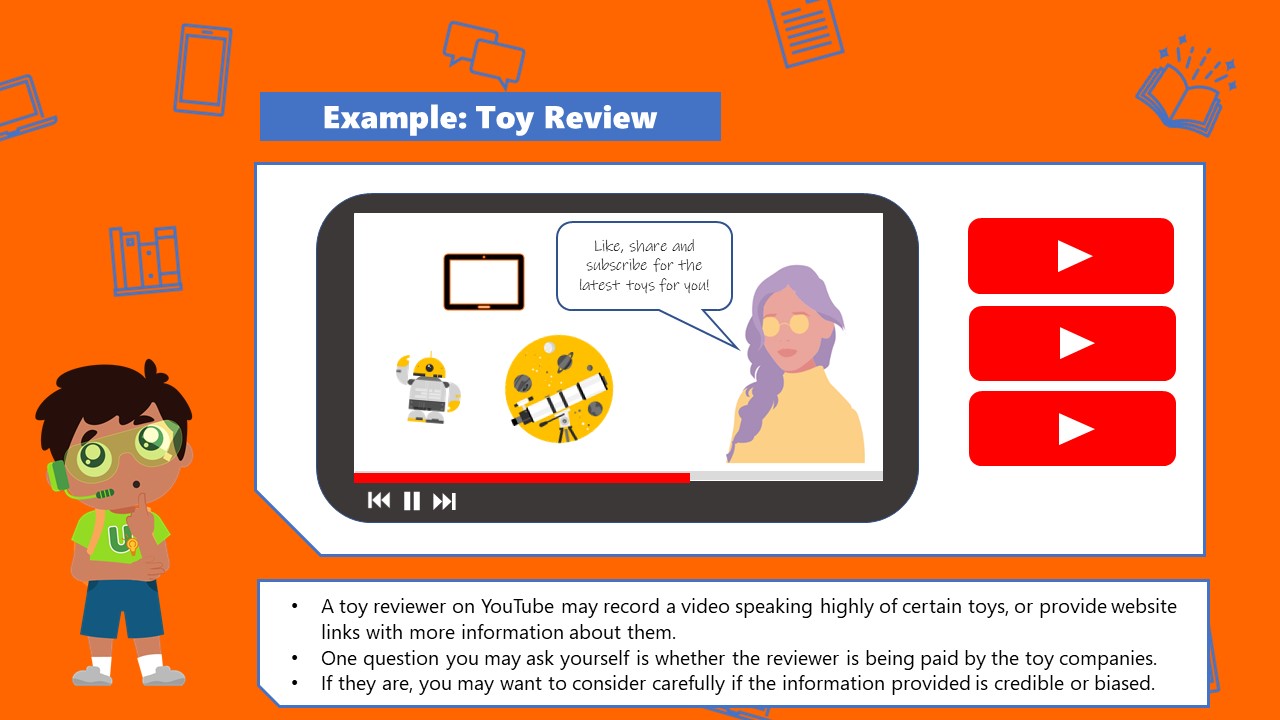 Example: Toy Review
Like, share and
subscribe for the
latest toys for you!
U
• A toy reviewer on YouTube may record a video speaking highly of certain toys, or provide website
links with more information about them.
• One question you may ask yourself is whether the reviewer is being paid by the toy companies.
• If they are, you may want to consider carefully if the information provided is credible or biased.